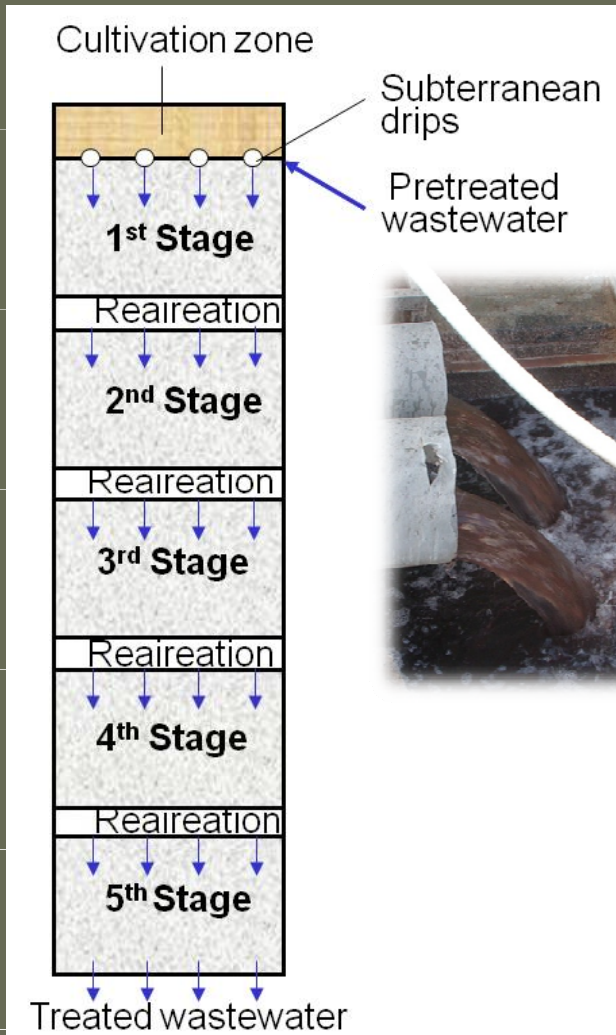 Cultivation zone
Subterranean
drips
Pretreated
wastewater
1st Stage
Reaireation
2nd Stage
Reaireation
3rd Stage
Reaireation
4th Stage
Reaireation
5th Stage
Treated wastewater